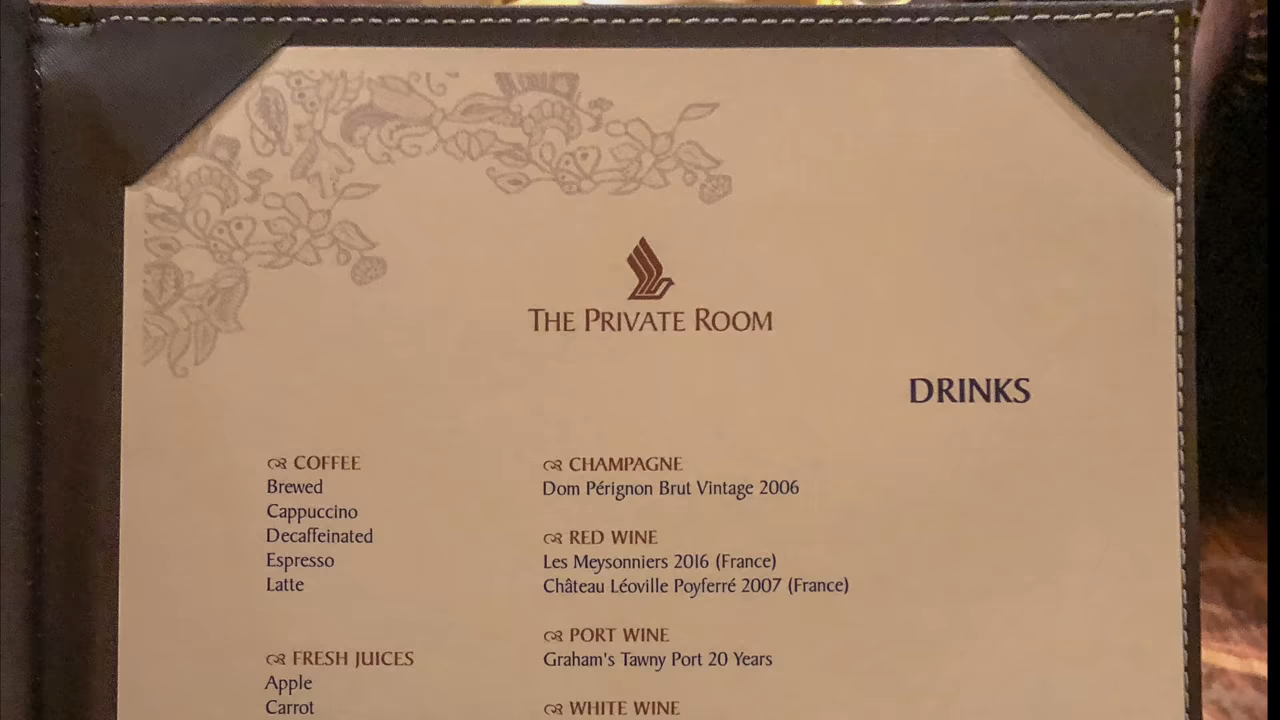 THE PRIVATE ROOM
DRINKS
COFFEE
Brewed
Cappuccino
Decaffeinated
Espresso
Latte
FRESH JUICES
Apple
Carrot
CHAMPAGNE
Dom Pérignon Brut Vintage 2006
RED WINE
Les Meysonniers 2016 (France)
Château Léoville Poyferré 2007 (France)
PORT WINE
Graham's Tawny Port 20 Years
WHITE WINE